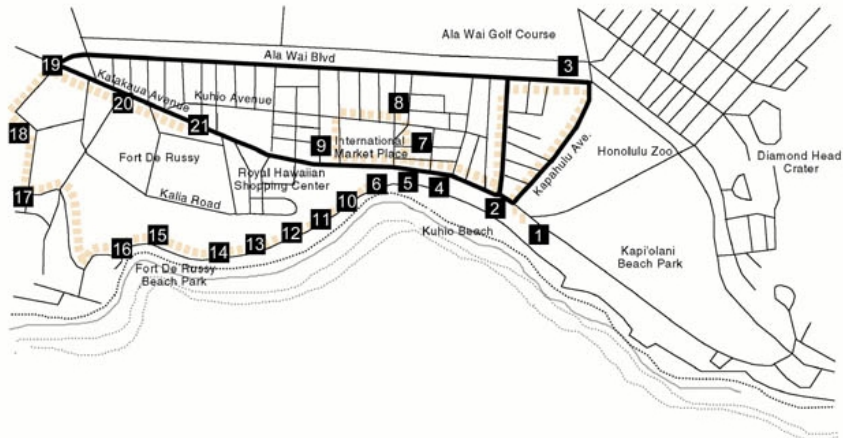 Ala Wai Golf Course
Ala Wai Blvd
3
19
Kalakaua Avenue
20
Kuhio Avenue
8
21
18
9
International
Market Place
7
Kapahulu Ave.
Honolulu Zoo
Diamond Head
Crater
Fort De Russy
Royal Hawaiian
Shopping Center
17
Kalia Road
6
5
4
10
2
11
1
Kuhio Beach
16
15
14
13
12
Fort De Russy
Beach Park
Kapi'olani
Beach Park